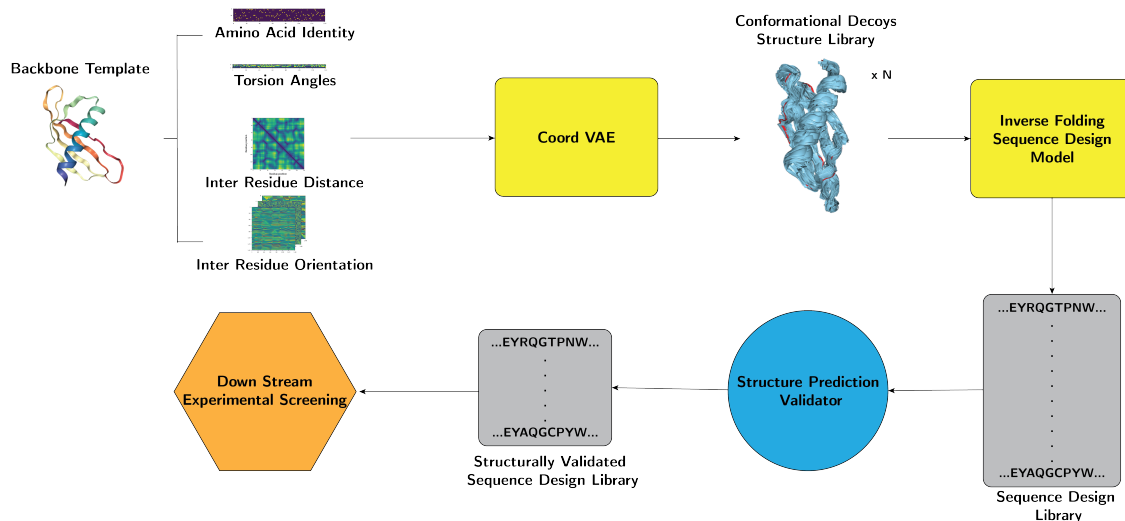 Backbone Template
Amino Acid Identity
Torsion Angles
Inter Residue Distance
Inter Residue Orientation
Coord VAE
Conformational Decoys
Structure Library
x N
Inverse Folding
Sequence Design
Model
...EYRQGTPNW...
...EYAQGCPYW...
Sequence Design
Library
Structure Prediction
Validator
...EYRQGTPNW...
...EYAQGCPYW...
Structurally Validated
Sequence Design Library
Down Stream
Experimental Screening